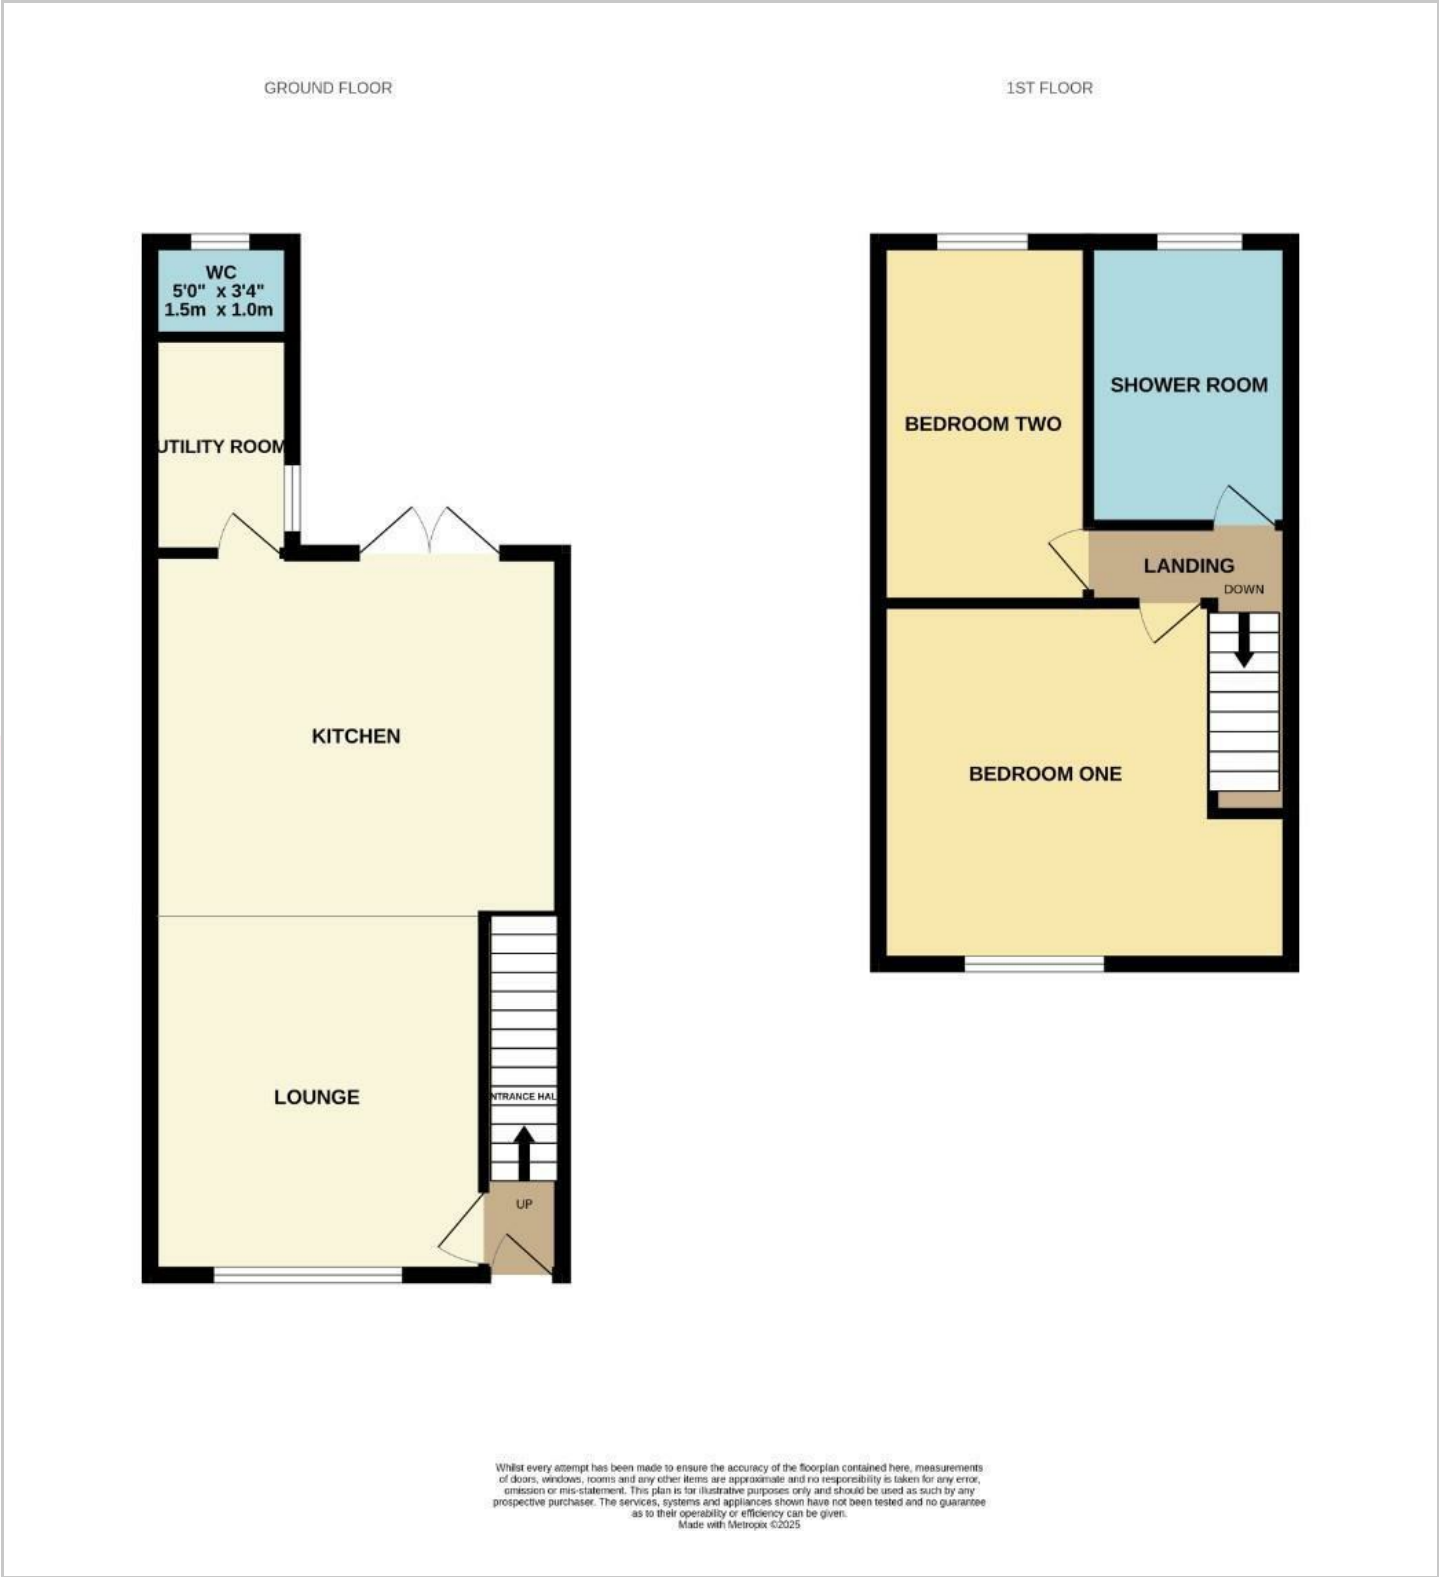 GROUND FLOOR
1ST FLOOR
WC
5'0" x 3'4"
1.5m x 1.0m
UTILITY ROOM
KITCHEN
LOUNGE
NTRANCE HAL
UP
BEDROOM TWO
SHOWER ROOM
LANDING
DOWN
BEDROOM ONE
Whilst every attempt has been made to ensure the accuracy of the floorplan contained here, measurements
of doors, windows, rooms and any other items are approximate and no responsibility is taken for any error,
omission or mis-statement. This plan is for illustrative purposes only and should be used as such by any
prospective purchaser. The services, systems and appliances shown have not been tested and no guarantee
as to their operability or efficiency can be given.
Made with Metropix ©2025